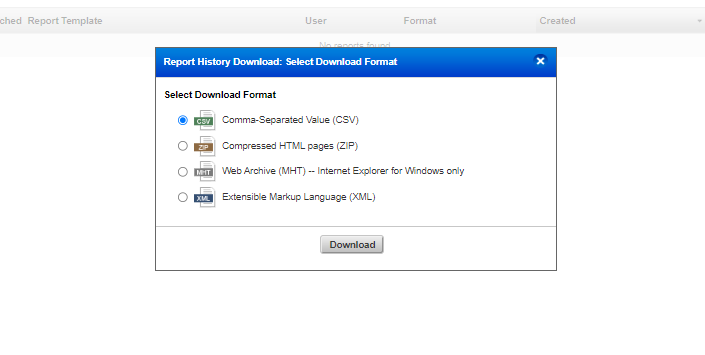 ched Report Template User Format Created
No reports found
Report History Download: Select Download Format
Select Download Format
CSV Comma-Separated Value (CSV)
ZIP Compressed HTML pages (ZIP)
MHT Web Archive (MHT) -- Internet Explorer for Windows only
XML Extensible Markup Language (XML)
Download